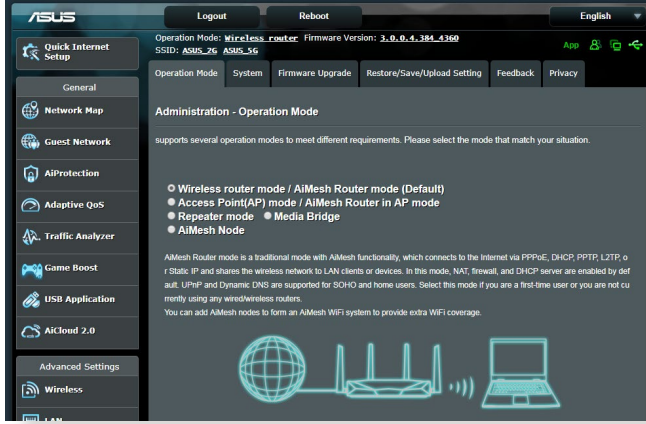 ASUS
Logout
Reboot
English
Operation Mode: Wireless router Firmware Version: 3.0.0.4.384_4360
SSID: ASUS_2G ASUS_5G
App
Quick Internet
Setup
General
Network Map
Guest Network
AiProtection
Adaptive QoS
Traffic Analyzer
Game Boost
USB Application
AiCloud 2.0
Advanced Settings
Wireless
LAN
Operation Mode System Firmware Upgrade Restore/Save/Upload Setting Feedback Privacy
Administration - Operation Mode
supports several operation modes to meet different requirements. Please select the mode that match your situation.
Wireless router mode / AiMesh Router mode (Default)
Access Point(AP) mode / AiMesh Router in AP mode
Repeater mode Media Bridge
AiMesh Node
AiMesh Router mode is a traditional mode with AiMesh functionality, which connects to the Internet via PPPoE, DHCP, PPTP, L2TP, o
r Static IP and shares the wireless network to LAN clients or devices. In this mode, NAT, firewall, and DHCP server are enabled by def
ault. UPnP and Dynamic DNS are supported for SOHO and home users. Select this mode if you are a first-time user or you are not cu
rrently using any wired/wireless routers.
You can add AiMesh nodes to form an AiMesh WiFi system to provide extra WiFi coverage.